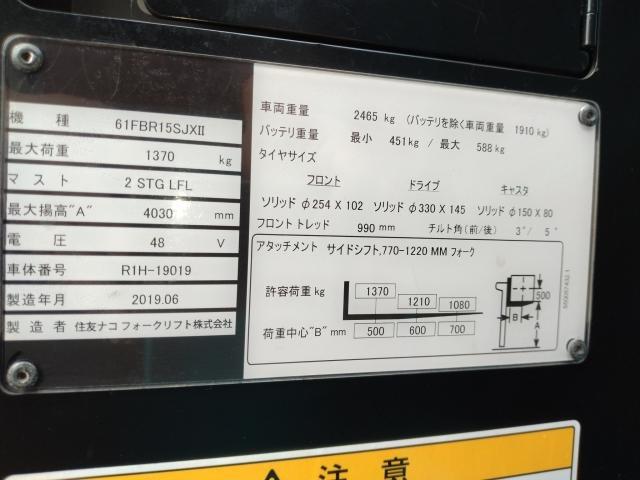 機 種 61FBR15SJXII
最大荷重 1370 kg
マスト 2 STG LFL
最大揚高"A" 4030 mm
電 圧 48 V
車体番号 R1H-19019
製造年月 2019.06
製造者 住友ナコ フォークリフト株式会社
車両重量 2465 kg (バッテリを除く車両重量 1910 kg)
バッテリ重量 最小 451kg / 最大 588kg
タイヤサイズ
フロント ドライブ キャスタ
ソリッド φ254 X 102 ソリッド φ330 X 145 ソリッド φ150 X 80
フロント トレッド 990 mm チルト角(前/後) 3°/ 5°
アタッチメント サイドシフト,770-1220 MM フォーク
許容荷重 kg 1370 1210 1080
荷重中心"B" mm 500 600 700
500
B
A
注意